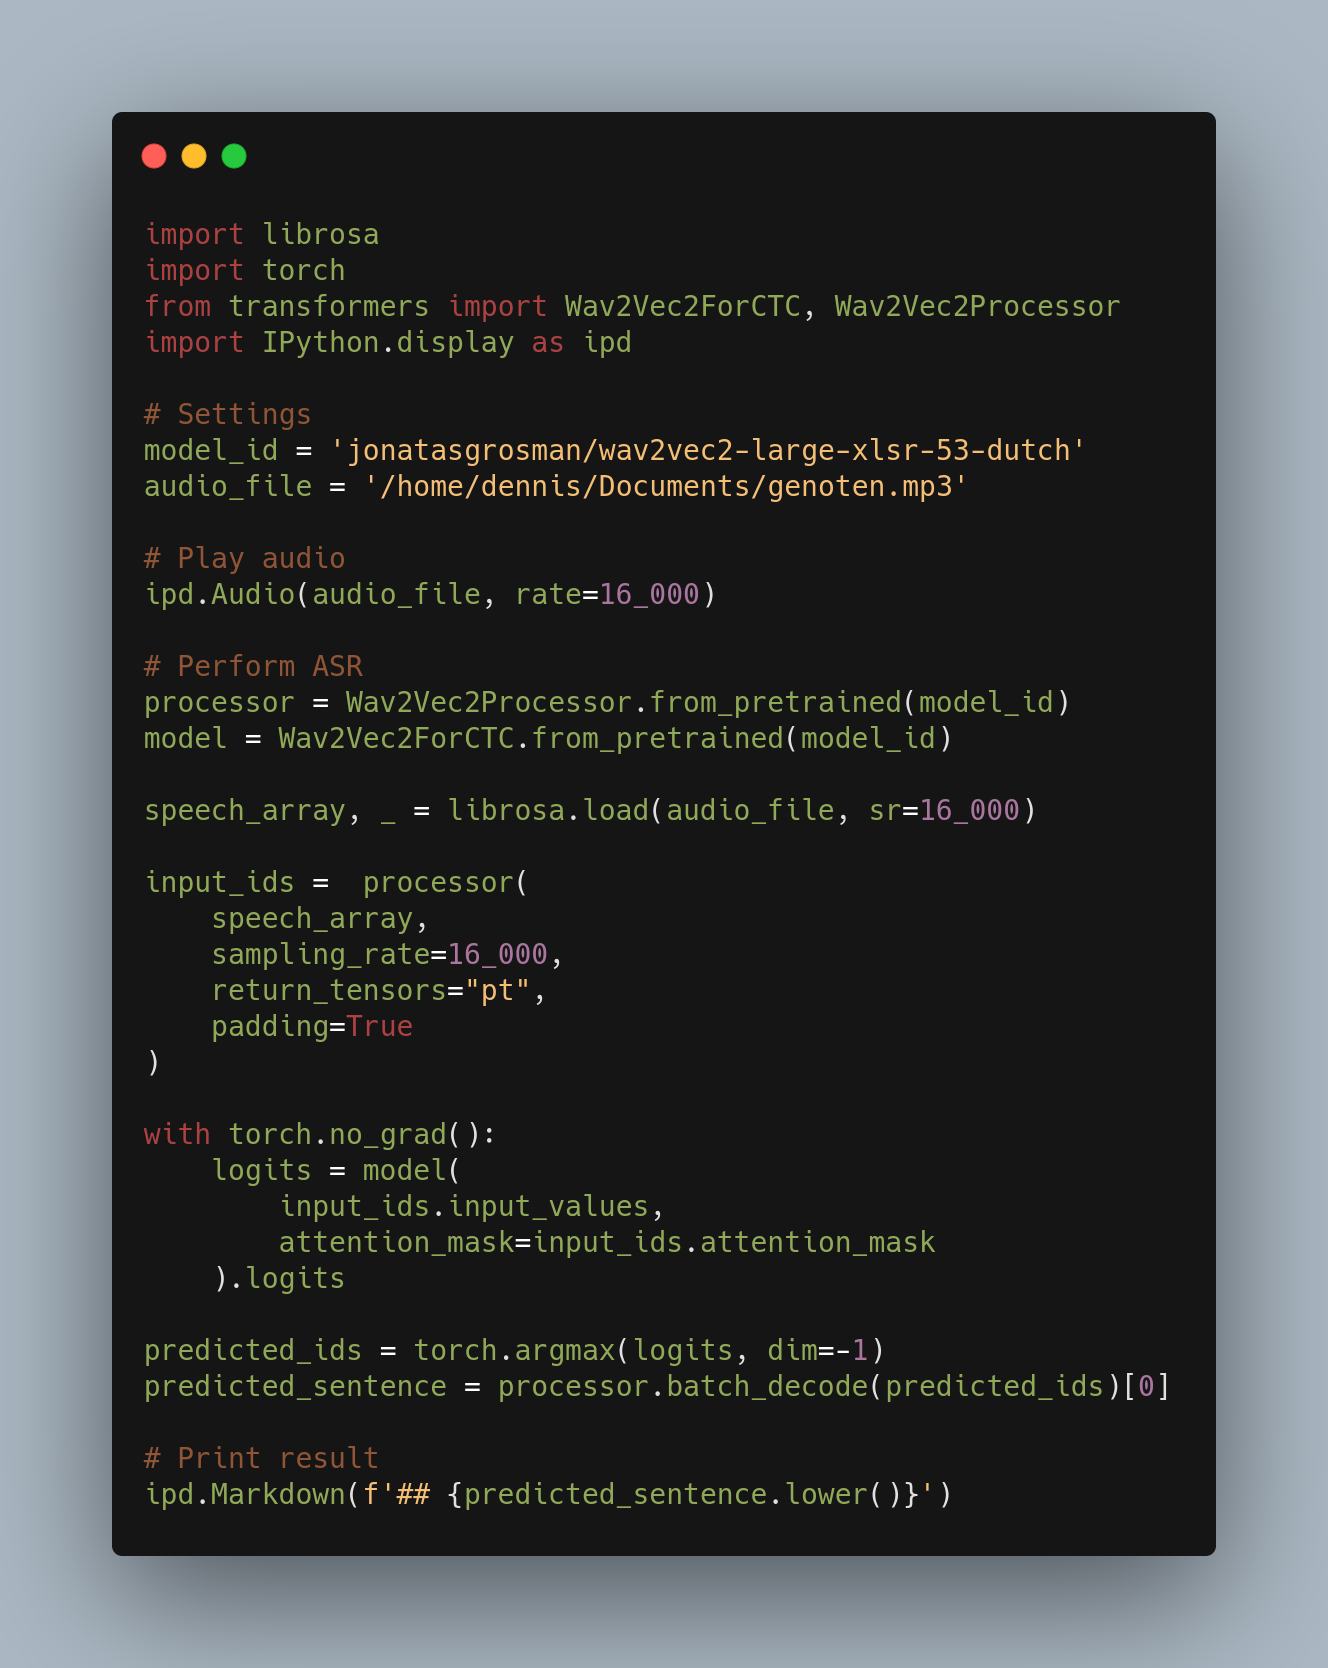 import librosa
import torch
from transformers import Wav2Vec2ForCTC, Wav2Vec2Processor
import IPython.display as ipd

# Settings
model_id = 'jonatasgrosman/wav2vec2-large-xlsr-53-dutch'
audio_file = '/home/dennis/Documents/genoten.mp3'

# Play audio
ipd.Audio(audio_file, rate=16_000)

# Perform ASR
processor = Wav2Vec2Processor.from_pretrained(model_id)
model = Wav2Vec2ForCTC.from_pretrained(model_id)

speech_array, _ = librosa.load(audio_file, sr=16_000)

input_ids =  processor(
    speech_array,
    sampling_rate=16_000,
    return_tensors="pt",
    padding=True
)

with torch.no_grad():
    logits = model(
        input_ids.input_values,
        attention_mask=input_ids.attention_mask
    ).logits

predicted_ids = torch.argmax(logits, dim=-1)
predicted_sentence = processor.batch_decode(predicted_ids)[0]

# Print result
ipd.Markdown(f'## {predicted_sentence.lower()}')